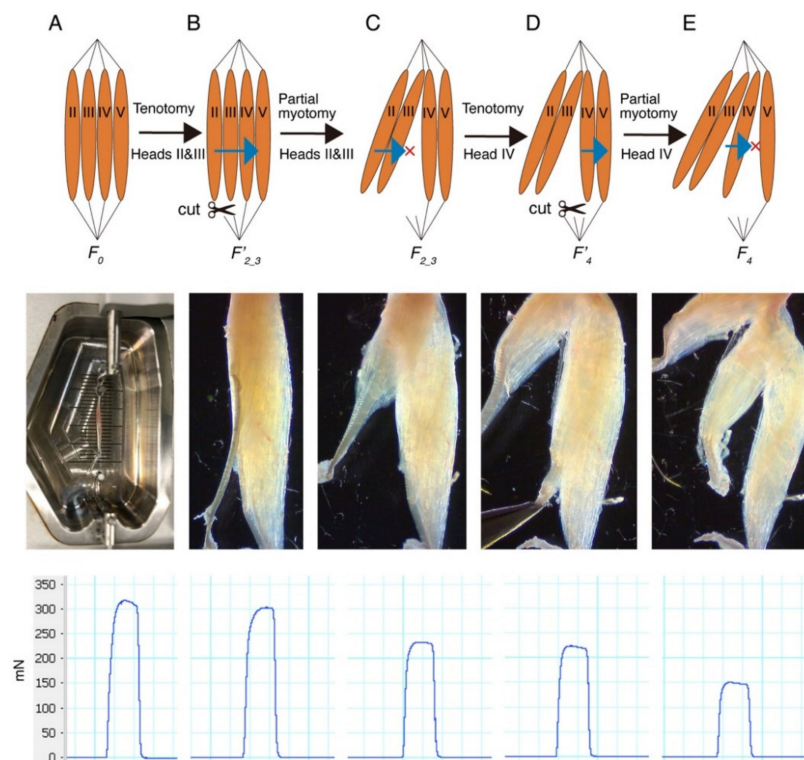 A B C D E
II III IV V
Tenotomy
Heads II&III
II III IV V
Partial
myotomy
Heads II&III
II III IV V
Tenotomy
Head IV
II III IV V
Partial
myotomy
Head IV
II III IV V
cut
cut
F0
F'2_3
F2_3
F'4
F4
350
300
250
200
150
100
50
0
mN